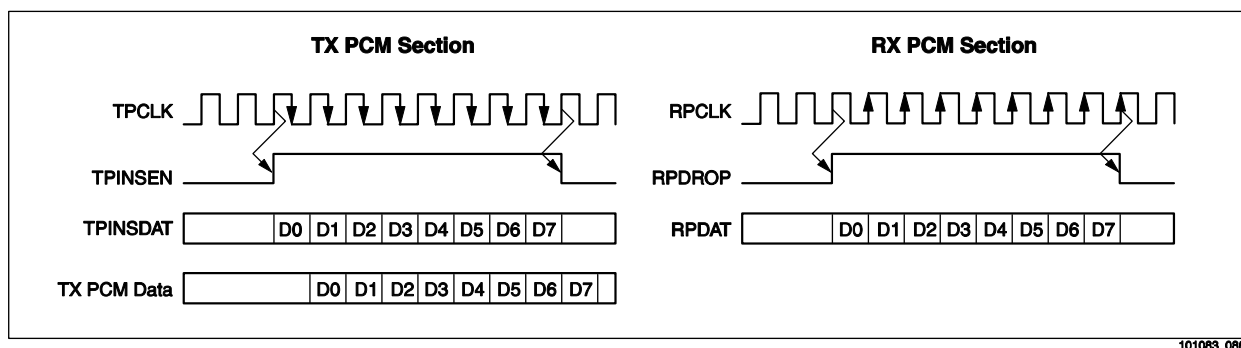 TX PCM Section
TPCLK
TPINSEN
TPINSDAT D0 D1 D2 D3 D4 D5 D6 D7
TX PCM Data D0 D1 D2 D3 D4 D5 D6 D7
RX PCM Section
RPCLK
RPDROP
RPDAT D0 D1 D2 D3 D4 D5 D6 D7